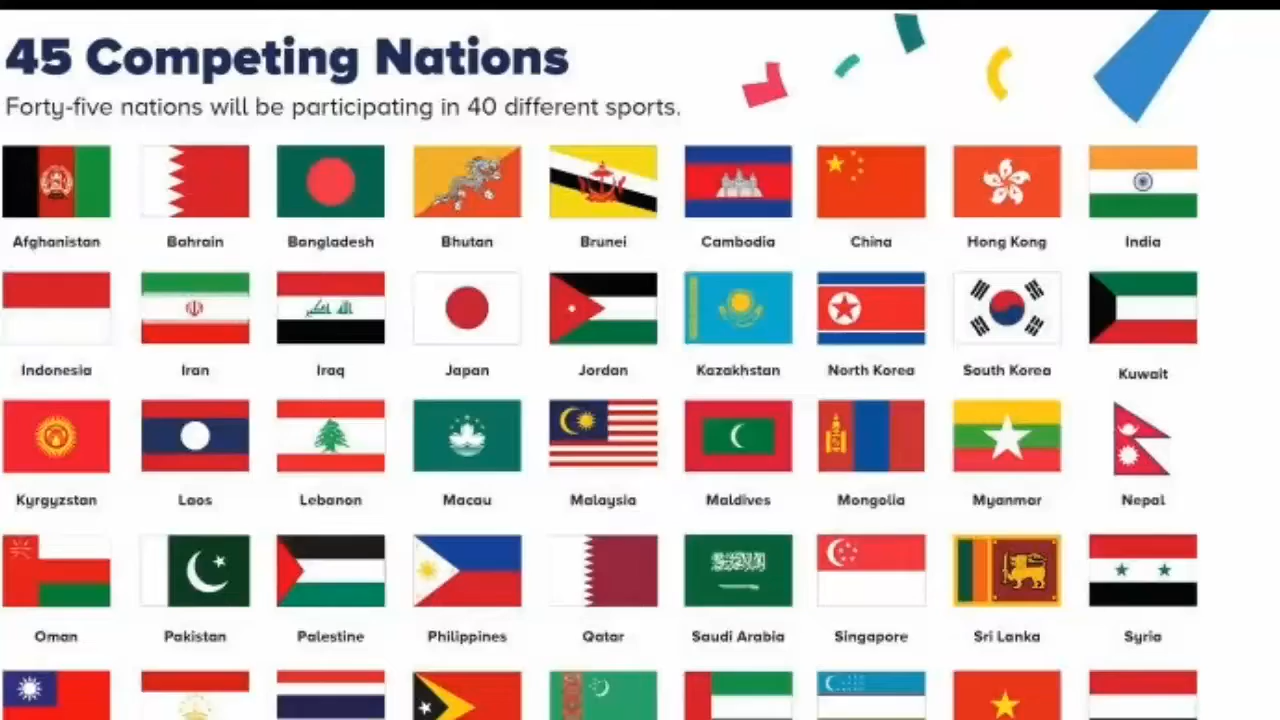 45 Competing Nations
Forty-five nations will be participating in 40 different sports.
Afghanistan Bahrain Bangladesh Bhutan Brunei Cambodia China Hong Kong India
Indonesia Iran Iraq Japan Jordan Kazakhstan North Korea South Korea Kuwait
Kyrgyzstan Laos Lebanon Macau Malaysia Maldives Mongolia Myanmar Nepal
Oman Pakistan Palestine Philippines Qatar Saudi Arabia Singapore Sri Lanka Syria